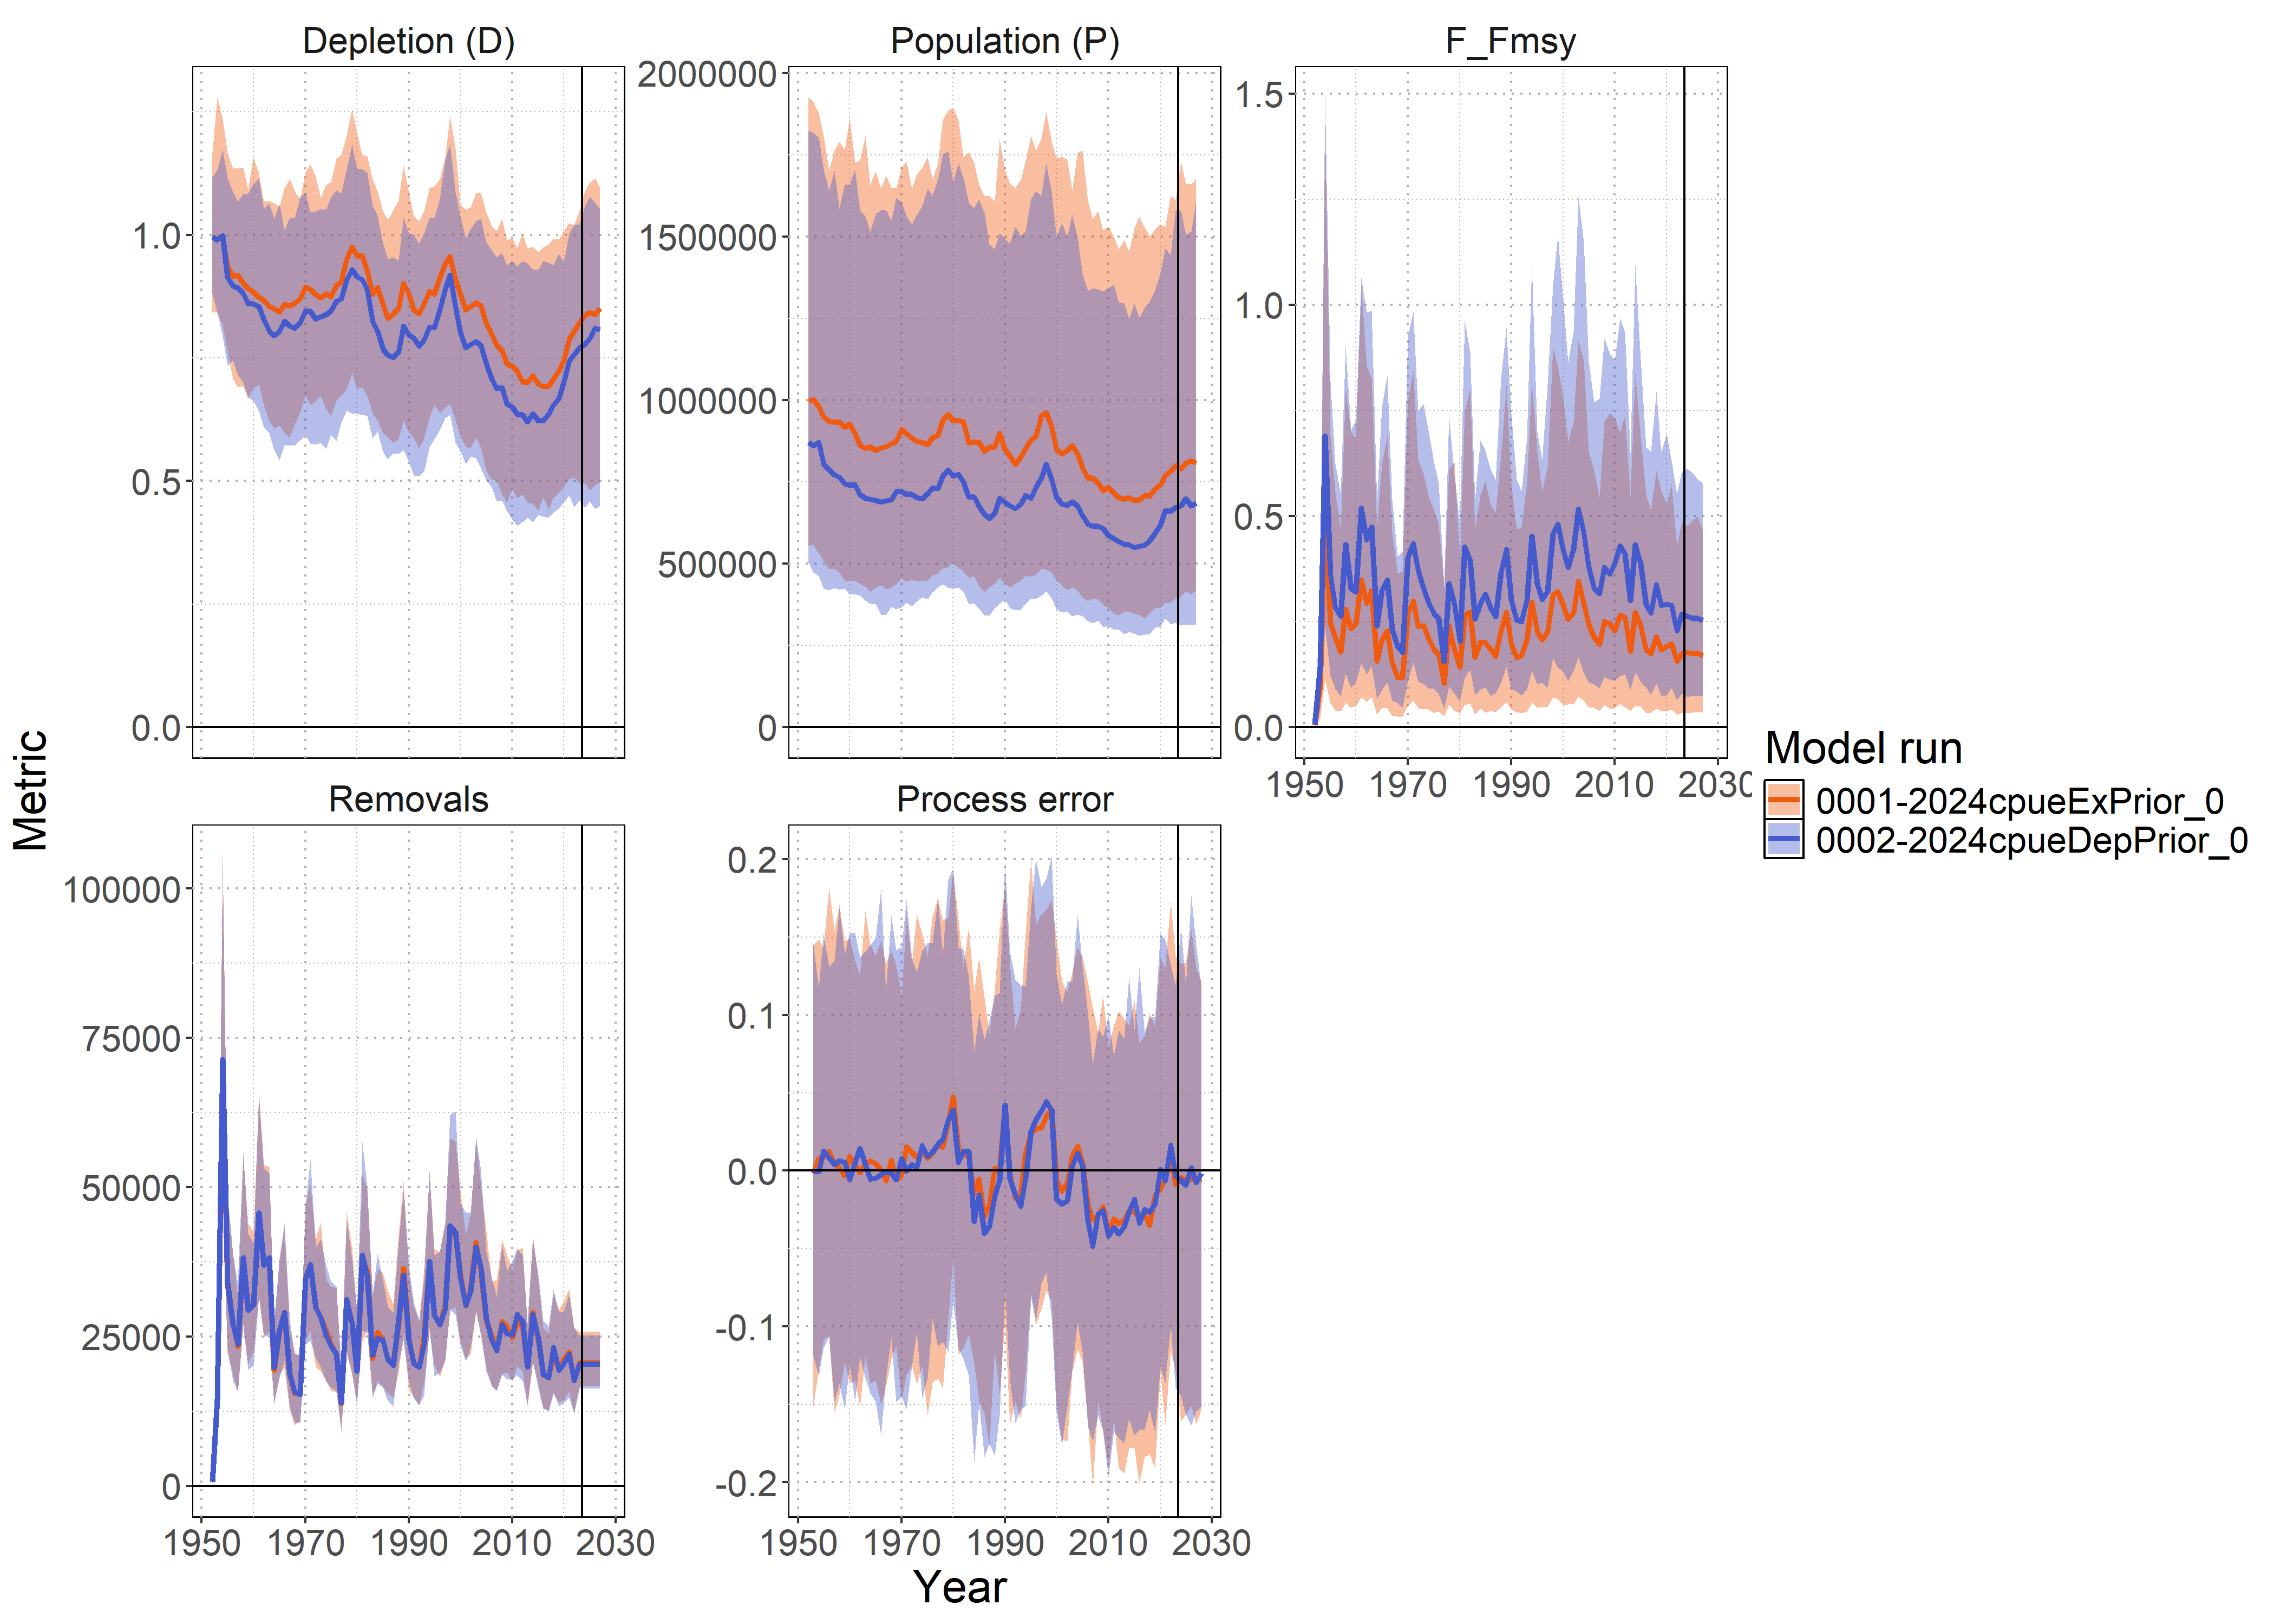 Depletion (D)
Population (P)
F_Fmsy
1.0
0.5
0.0
2000000
1500000
1000000
500000
0
1.5
1.0
0.5
0.0
1950 1970 1990 2010 2030
Metric
Model run
0001-2024cpueExPrior_0
0002-2024cpueDepPrior_0
Removals
Process error
100000
75000
50000
25000
0
0.2
0.1
0.0
-0.1
-0.2
1950 1970 1990 2010 2030
1950 1970 1990 2010 2030
Year